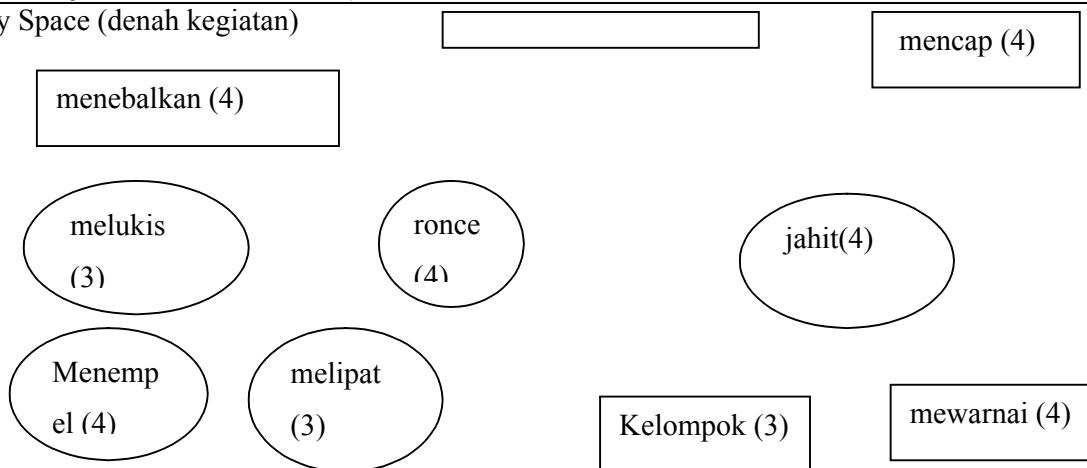 y Space (denah kegiatan)
mencap (4)
menebalkan (4)
melukis
(3)
ronce
(4)
jahit(4)
Menemp
el (4)
melipat
(3)
Kelompok (3)
mewarnai (4)